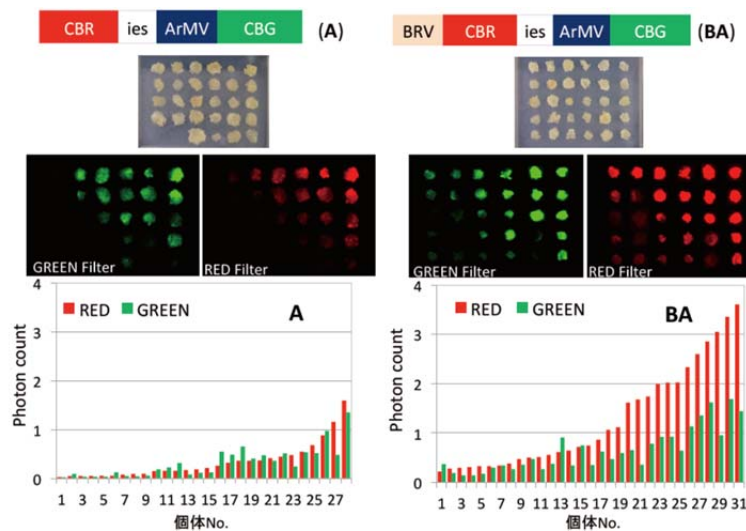 CBR ies ArMV CBG (A)
BRV CBR ies ArMV CBG (BA)
GREEN Filter
RED Filter
GREEN Filter
RED Filter
4
3
2
1
0
Photon count
RED GREEN
A
1 3 5 7 9 11 13 15 17 19 21 23 25 27
個体No.
4
3
2
1
0
Photon count
RED GREEN
BA
1 3 5 7 9 11 13 15 17 19 21 23 25 27 29 31
個体No.